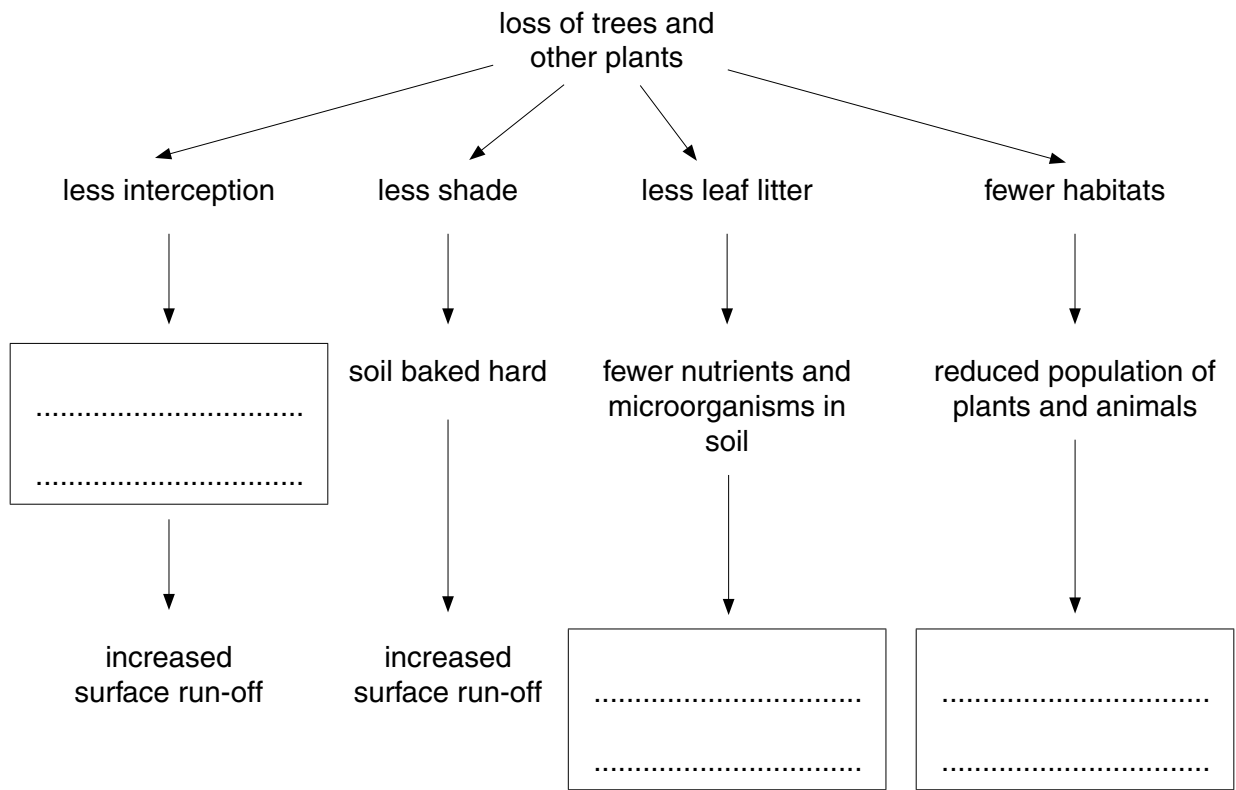 loss of trees and
other plants
less interception
less shade
less leaf litter
fewer habitats
.................................
.................................
soil baked hard
fewer nutrients and
microorganisms in
soil
reduced population of
plants and animals
increased
surface run-off
increased
surface run-off
.................................
.................................
.................................
.................................